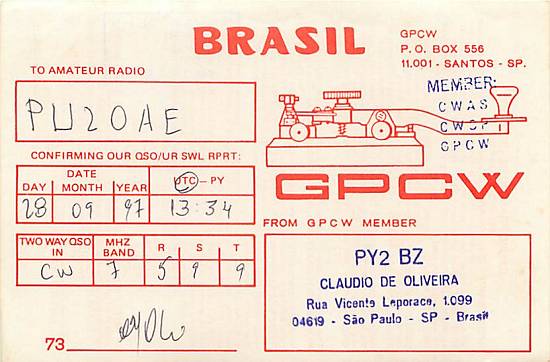 BRASIL
GPCW
P.O. BOX 556
11.001 - SANTOS - SP.
TO AMATEUR RADIO
PU2OAE
MEMBER:
CWAS
CWSP
GPCW
CONFIRMING OUR QSO/UR SWL RPRT:
DAY DATE MONTH YEAR UTC-PY
28 09 97 13:34
GPCW
FROM GPCW MEMBER
TWO WAY QSO IN MHZ BAND R S T
CW 7 5 9 9
PY2 BZ
CLAUDIO DE OLIVEIRA
Rua Vicente Leporace, 1.099
04619 - São Paulo - SP - Brasil
73